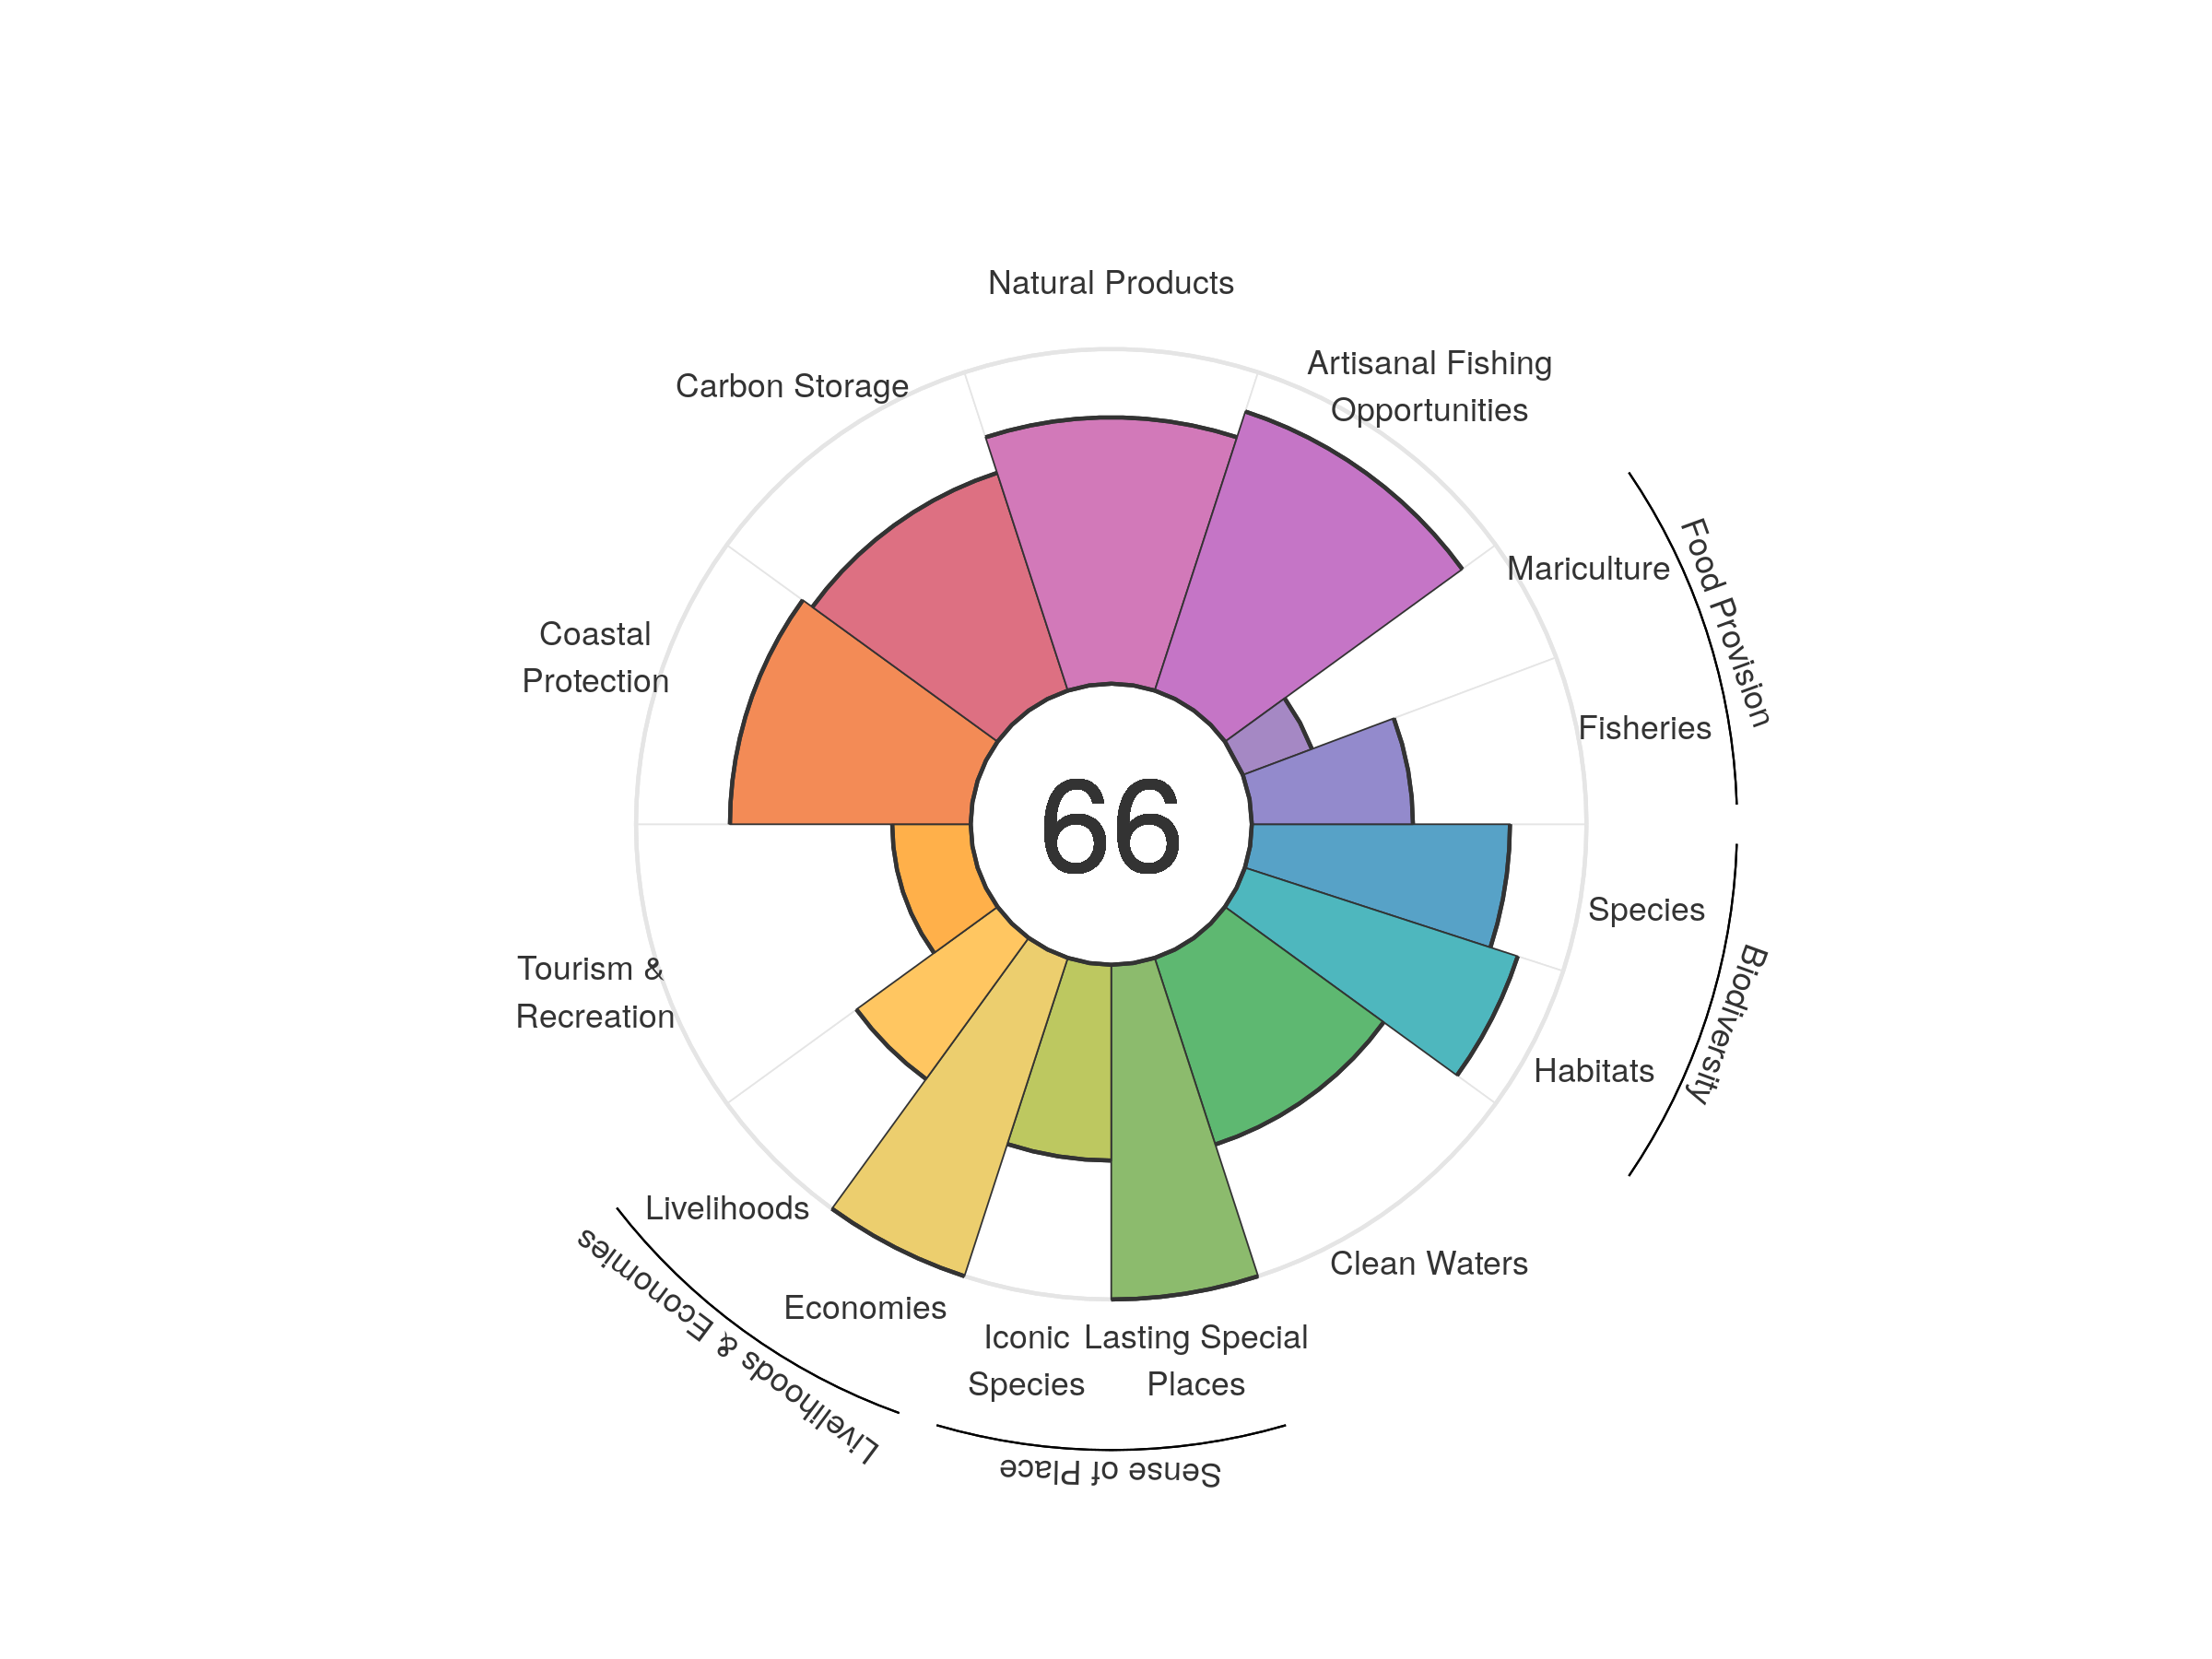 Natural Products
Artisanal Fishing
Opportunities
Carbon Storage
Food Provision
Mariculture
Coastal
Protection
Fisheries
66
Species
Biodiversity
Tourism &
Recreation
Habitats
Livelihoods
Livelihoods & Economies
Clean Waters
Economies
Iconic
Species
Lasting Special
Places
Sense of Place